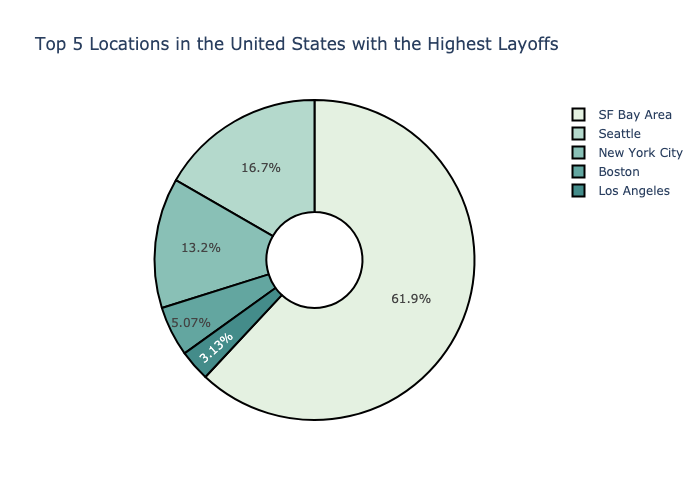 Top 5 Locations in the United States with the Highest Layoffs
SF Bay Area
Seattle
New York City
Boston
Los Angeles
16.7%
13.2%
61.9%
5.07%
3.13%